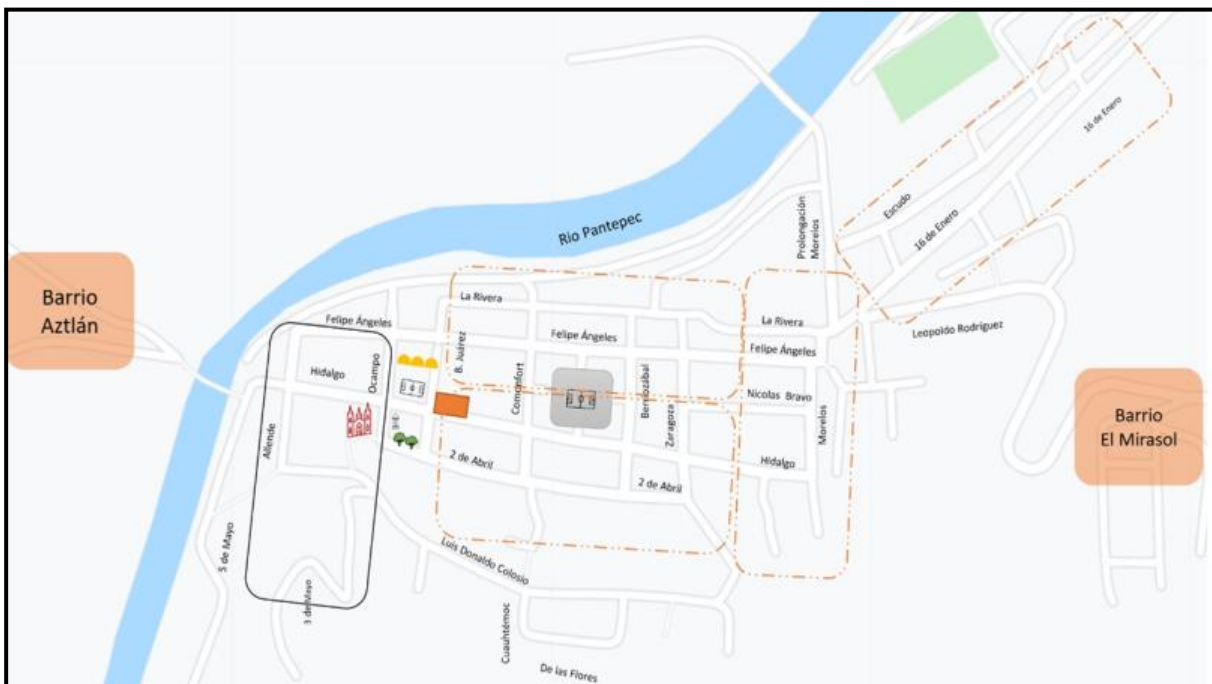 16 de Enero
Escudo
16 de Enero
Prolongación
Morelos
Rio Pantepec
Barrio
Aztlán
La Rivera
La Rivera
Felipe Ángeles
Felipe Ángeles
Felipe Ángeles
Leopoldo Rodríguez
B. Juárez
Ocampo
Hidalgo
Comonfort
Berriozábal
Zaragoza
Nicolas Bravo
Morelos
Barrio
El Mirasol
Allende
2 de Abril
Hidalgo
2 de Abril
5 de Mayo
Luis Donaldo Colosio
de Mayo
Cuauhtémoc
De las Flores